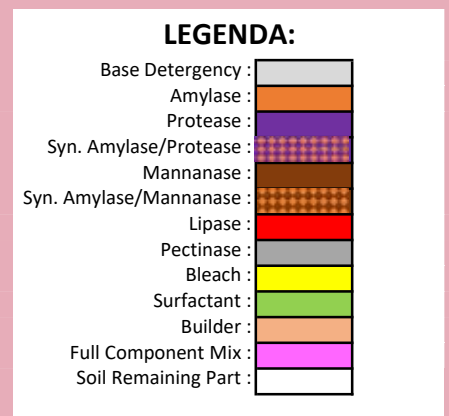 LEGENDA:
Base Detergency :
Amylase :
Protease :
Syn. Amylase/Protease :
Mannanase :
Syn. Amylase/Mannanase :
Lipase :
Pectinase :
Bleach :
Surfactant :
Builder :
Full Component Mix :
Soil Remaining Part :